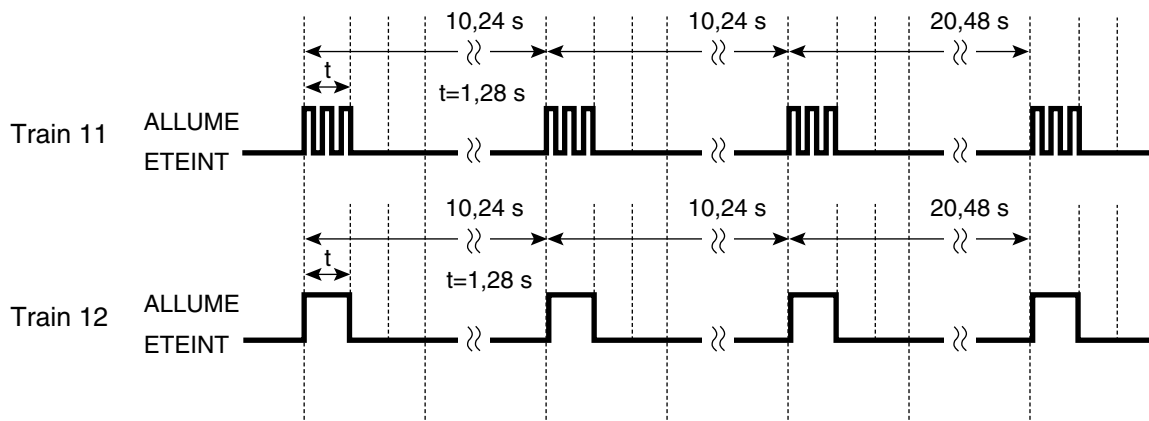 10,24 s 10,24 s 20,48 s
t
t=1,28 s
Train 11 ALLUME
ETEINT
10,24 s 10,24 s 20,48 s
t
t=1,28 s
Train 12 ALLUME
ETEINT